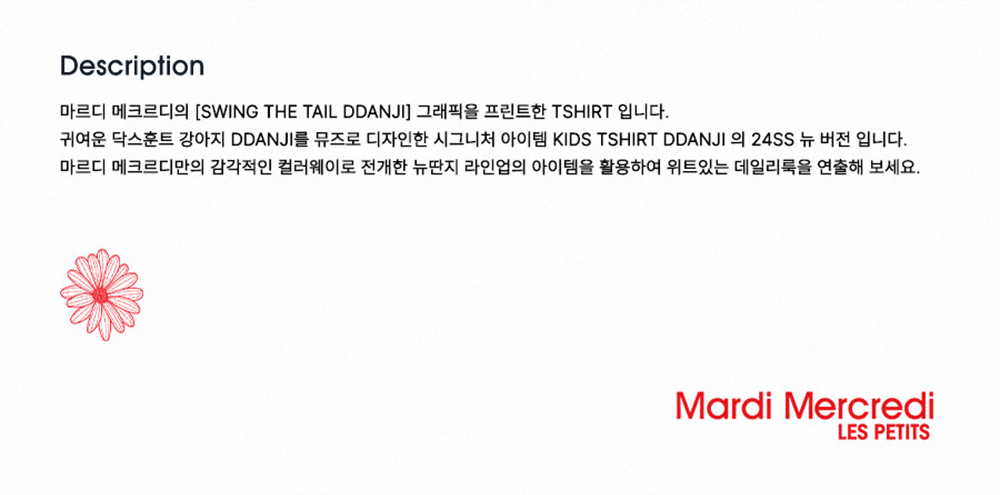 Description
마르디 메크르디의 [SWING THE TAIL DDANJI] 그래픽을 프린트한 TSHIRT 입니다.
귀여운 닥스훈트 강아지 DDANJI를 뮤즈로 디자인한 시그니처 아이템 KIDS TSHIRT DDANJI 의 24SS 뉴 버전 입니다.
마르디 메크르디만의 감각적인 컬러웨이로 전개한 뉴딴지 라인업의 아이템을 활용하여 위트있는 데일리룩을 연출해 보세요.
Mardi Mercredi
LES PETITS